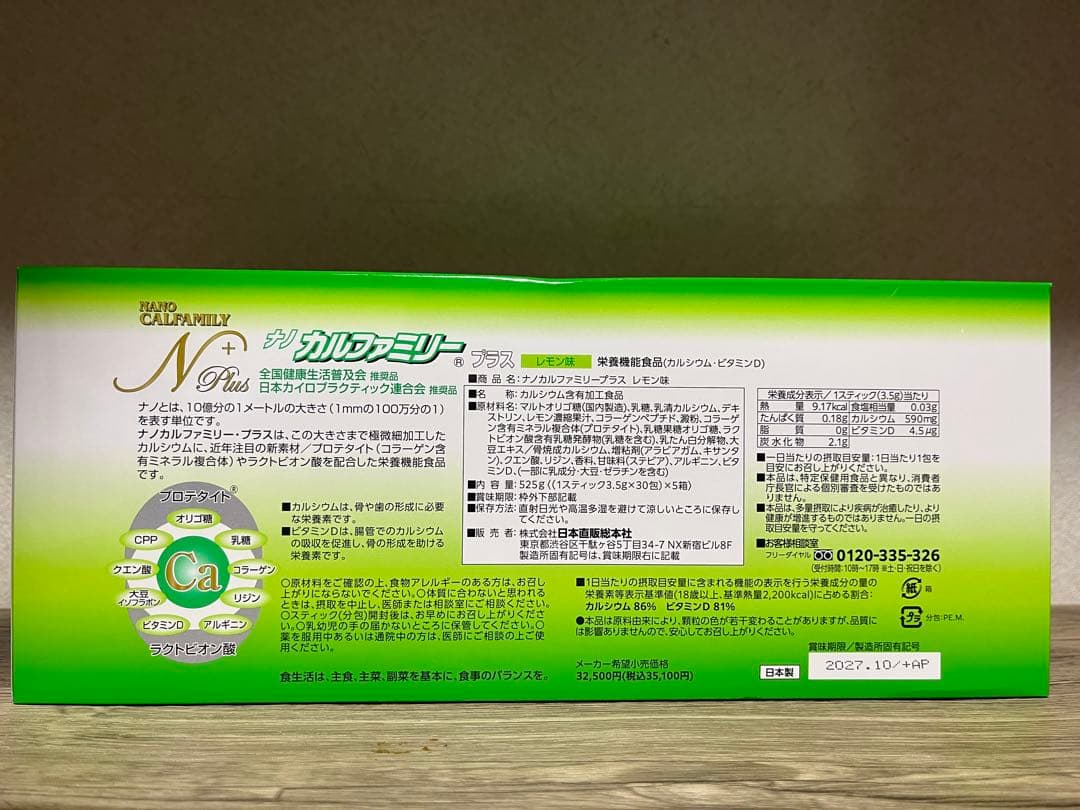 NANO
CALFAMILY
N+
Plus
ナノ カルファミリー® プラス レモン味 栄養機能食品(カルシウム・ビタミンD)
全国健康生活普及会 推奨品
日本カイロプラクティック連合会 推奨品
ナノとは、10億分の1メートルの大きさ(1mmの100万分の1)
を表す単位です。
ナノカルファミリー・プラスは、この大きさまで極微細加工した
カルシウムに、近年注目の新素材/プロテタイト(コラーゲン含
有ミネラル複合体)やラクトビオン酸を配合した栄養機能食品
です。
プロテタイト®
オリゴ糖
CPP
乳糖
クエン酸
Ca
コラーゲン
大豆
イソフラボン
リジン
ビタミンD
アルギニン
ラクトビオン酸
■カルシウムは、骨や歯の形成に必要
な栄養素です。
■ビタミンDは、腸管でのカルシウム
の吸収を促進し、骨の形成を助ける
栄養素です。
■商品名:ナノカルファミリープラス レモン味
■名 称:カルシウム含有加工食品
■原材料名:マルトオリゴ糖(国内製造)、乳糖、乳清カルシウム、デキ
ストリン、レモン濃縮果汁、コラーゲンペプチド、澱粉、コラーゲ
ン含有ミネラル複合体(プロテタイト)、乳糖果糖オリゴ糖、ラク
トビオン酸含有乳糖発酵物(乳糖を含む)、乳たん白分解物、大
豆エキス/骨焼成カルシウム、増粘剤(アラビアガム、キサンタ
ン)、クエン酸、リジン、香料、甘味料(ステビア)、アルギニン、ビタ
ミンD、(一部に乳成分・大豆・ゼラチンを含む)
■内容量:525g〈(1スティック3.5g×30包)×5箱〉
■賞味期限:枠外下部記載
■保存方法:直射日光や高温多湿を避けて涼しいところに保存し
てください。
■販売者:株式会社日本直販総本社
東京都渋谷区千駄ヶ谷5丁目34-7 NX新宿ビル8F
製造所固有記号は、賞味期限右に記載
栄養成分表示/1スティック(3.5g)当たり
熱量 9.17kcal 食塩相当量 0.03g
たんぱく質 0.18g カルシウム 590mg
脂質 0g ビタミンD 4.5μg
炭水化物 2.1g
■一日当たりの摂取目安量:1日当たり1包を
目安にお召し上がりください。
■本品は、特定保健用食品と異なり、消費者
庁長官による個別審査を受けたものではあ
りません。
■本品は、多量摂取により疾病が治癒したり、より
健康が増進するものではありません。一日の摂
取目安量を守ってください。
■お客様相談室
フリーダイヤル 0120-335-326
(受付時間:10時~17時 ※土・日・祝日を除く)
○原材料をご確認の上、食物アレルギーのある方は、お召し
上がりにならないでください。○体質に合わないと思われる
ときは、摂取を中止し、医師または相談室にご相談ください。
○スティック(分包)開封後は、お早めにお召し上がりくださ
い。○乳幼児の手の届かないところに保管してください。○
薬を服用中あるいは通院中の方は、医師にご相談の上ご使
用ください。
食生活は、主食、主菜、副菜を基本に、食事のバランスを。
■1日当たりの摂取目安量に含まれる機能の表示を行う栄養成分の量の
栄養素等表示基準値(18歳以上、基準熱量2,200kcal)に占める割合:
カルシウム 86% ビタミンD 81%
●本品は原料由来により、顆粒の色が若干変わることがありますが、品質に
は影響ありませんので、安心してお召し上がりください。
メーカー希望小売価格
32,500円(税込35,100円)
紙 箱
プラ 分包:PE,M.
賞味期限/製造所固有記号
日本製
2027.10/+AP